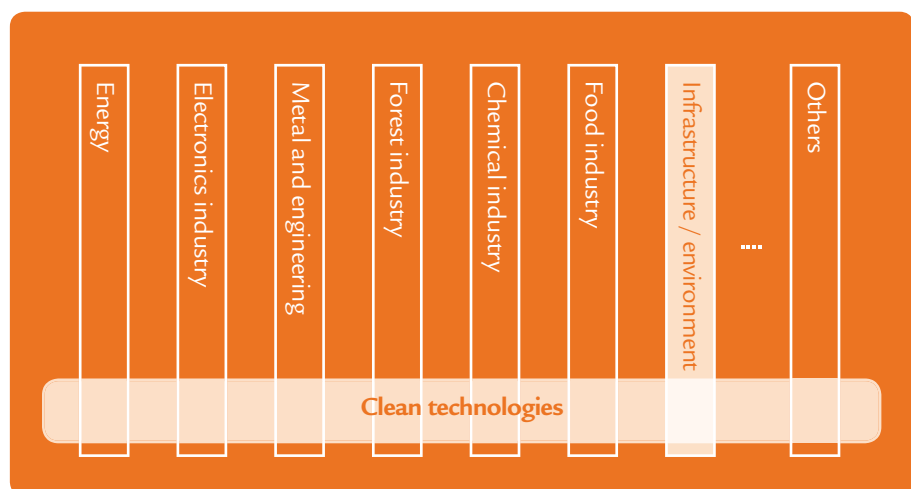 Energy
Electronics industry
Metal and engineering
Forest industry
Chemical industry
Food industry
Infrastructure / environment
....
Others
Clean technologies